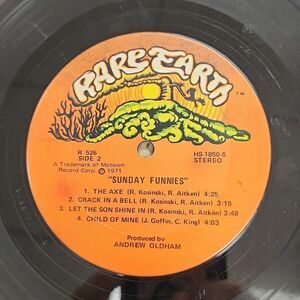 RARE EARTH
TM
R 526
SIDE 2
HS-1850-S
STEREO
A Trademark of Motown
Record Corp. ℗ 1971
"SUNDAY FUNNIES"
1. THE AXE (R. Kosinski, R. Aitken) 4:25
2. CRACK IN A BELL (R. Kosinski, R. Aitken) 3:15
3. LET THE SON SHINE IN (R. Kosinski, R. Aitken) 3:48
4. CHILD OF MINE (J. Goffin, C. King) 4:03
Produced by
ANDREW OLDHAM